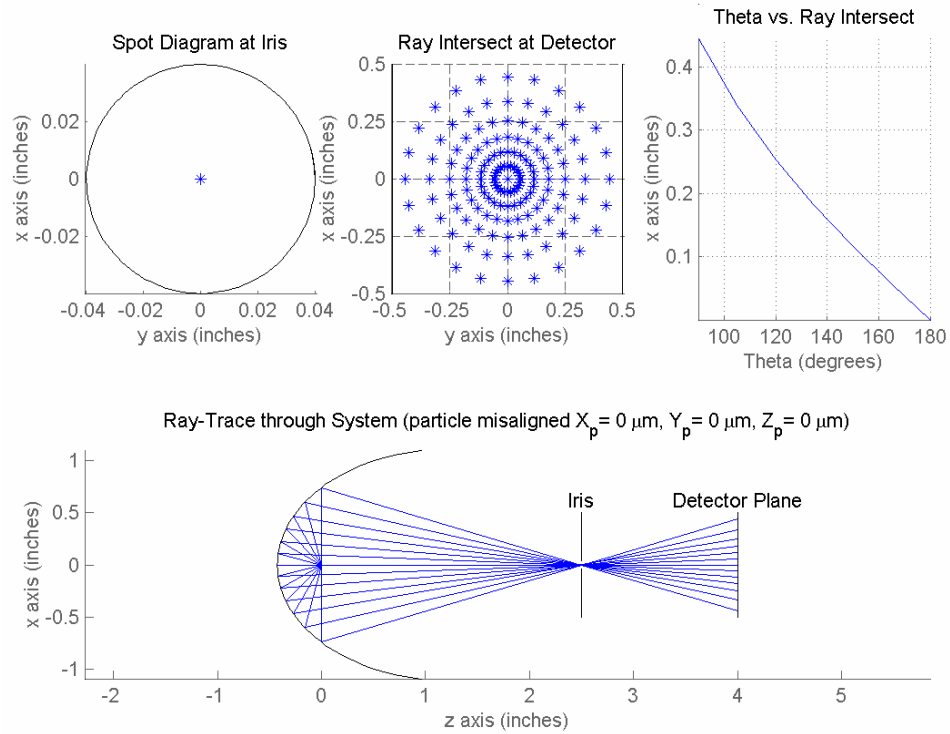 Spot Diagram at Iris
x axis (inches)
0.02
0
-0.02
-0.04 -0.02 0 0.02 0.04
y axis (inches)
Ray Intersect at Detector
x axis (inches)
0.5
0.25
0
-0.25
-0.5
-0.5 -0.25 0 0.25 0.5
y axis (inches)
Theta vs. Ray Intersect
x axis (inches)
0.4
0.3
0.2
0.1
100 120 140 160 180
Theta (degrees)
Ray-Trace through System (particle misaligned Xp= 0 μm, Yp= 0 μm, Zp= 0 μm)
x axis (inches)
1
0.5
0
-0.5
-1
Iris
Detector Plane
-2 -1 0 1 2 3 4 5
z axis (inches)